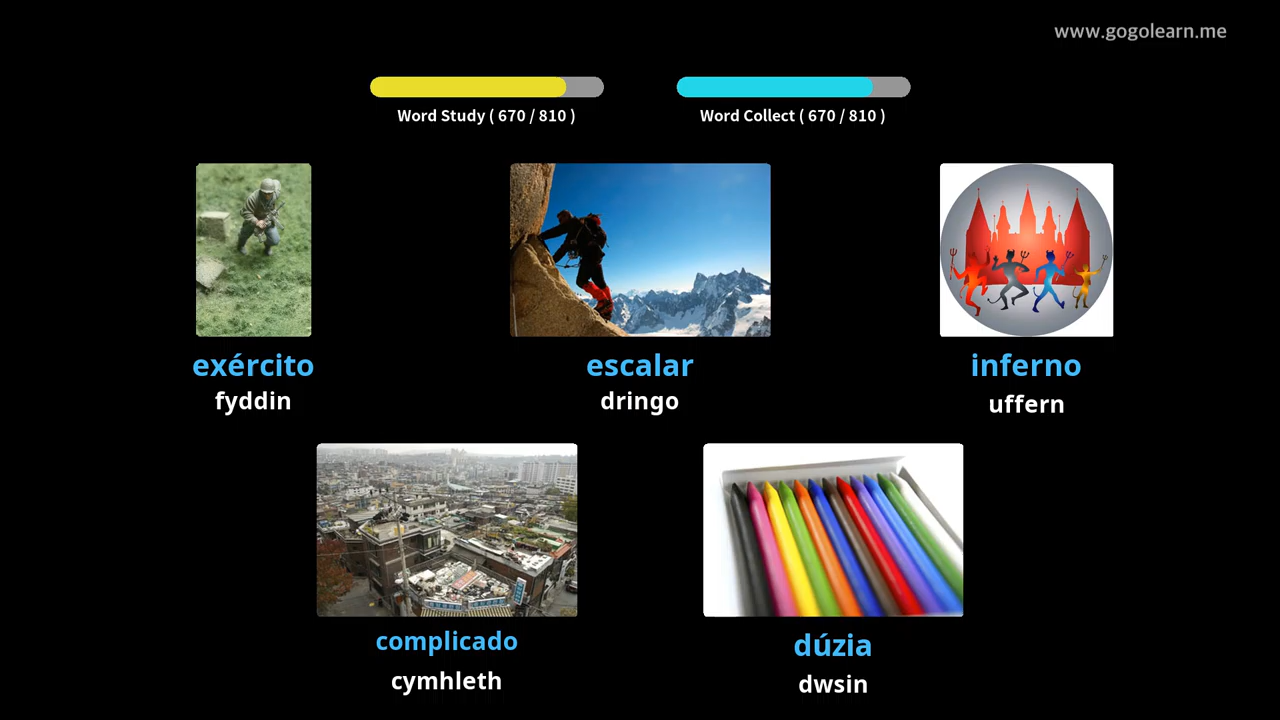 www.gogolearn.me
Word Study ( 670 / 810 )
Word Collect ( 670 / 810 )
exército
fyddin
escalar
dringo
inferno
uffern
complicado
cymhleth
dúzia
dwsin